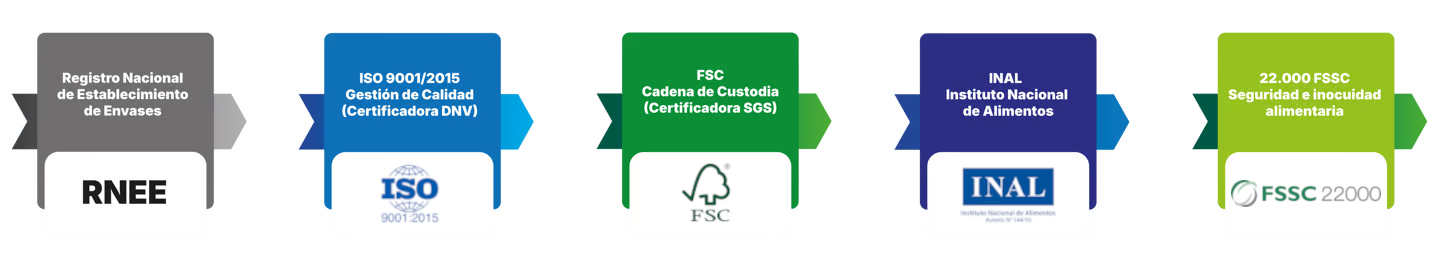 Registro Nacional
de Establecimiento
de Envases
RNEE
ISO 9001/2015
Gestión de Calidad
(Certificadora DNV)
ISO
9001:2015
FSC
Cadena de Custodia
(Certificadora SGS)
®
FSC
INAL
Instituto Nacional
de Alimentos
INAL
Instituto Nacional de Alimentos
22.000 FSSC
Seguridad e inocuidad
alimentaria
FSSC 22000